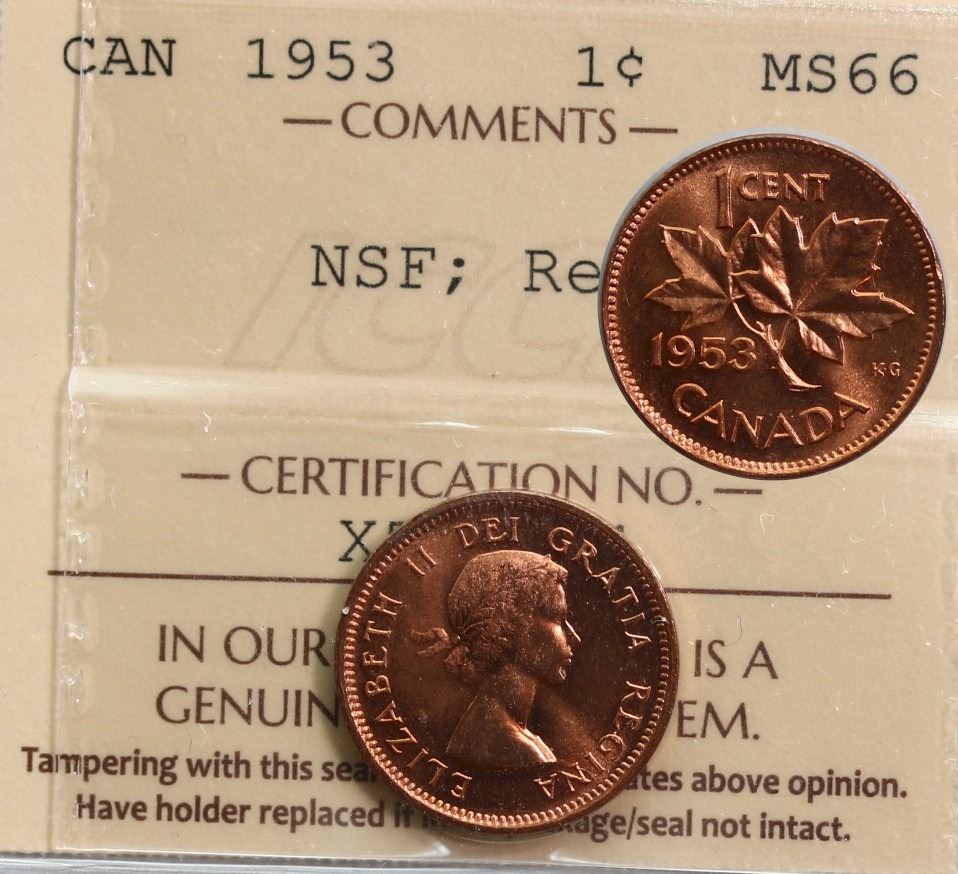 CAN 1953 1¢ MS66
— COMMENTS —
NSF; Re
1 CENT
1953
KG
CANADA
— CERTIFICATION NO. —
X
ELIZABETH II DEI GRATIA REGINA
IN OUR IS A
GENUIN EM.
Tampering with this sea ates above opinion.
Have holder replaced if kage/seal not intact.